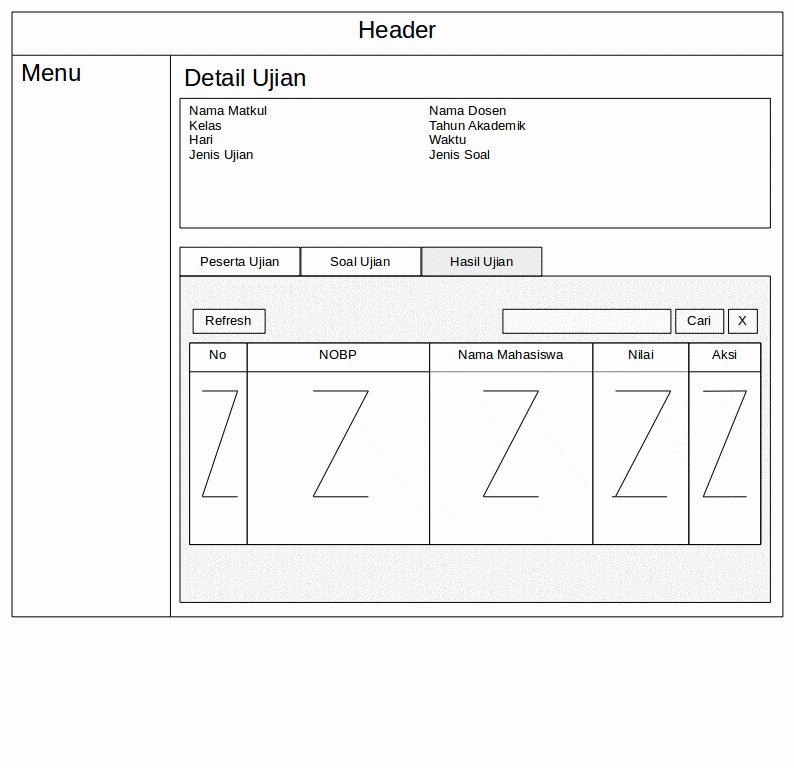 Header
Menu
Detail Ujian
Nama Matkul
Kelas
Hari
Jenis Ujian
Nama Dosen
Tahun Akademik
Waktu
Jenis Soal
Peserta Ujian Soal Ujian Hasil Ujian
Refresh Cari X
No NOBP Nama Mahasiswa Nilai Aksi